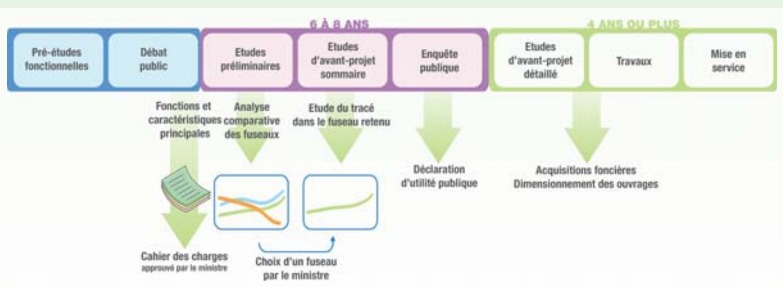 6 À 8 ANS
4 ANS OU PLUS
Pré-études
fonctionnelles
Débat
public
Etudes
préliminaires
Etudes
d'avant-projet
sommaire
Enquête
publique
Etudes
d'avant-projet
détaillé
Travaux
Mise en
service
Fonctions et
caractéristiques
principales
Analyse
comparative
des fuseaux
Etude du tracé
dans le fuseau retenu
Déclaration
d'utilité publique
Acquisitions foncières
Dimensionnement des ouvrages
Cahier des charges
approuvé par le ministre
Choix d'un fuseau
par le ministre